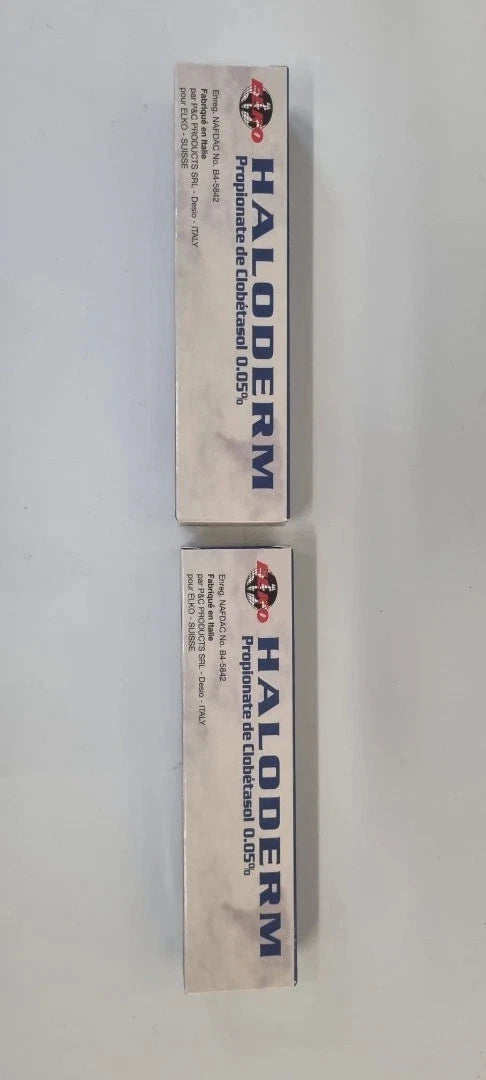 ELKO
HALODERM
Propionate de Clobétasol 0.05%
Enreg. NAFDAC No. B4-5842
Fabriqué en Italie
par P&C PRODUCTS SRL - Desio - ITALY
pour ELKO - SUISSE
ELKO
HALODERM
Propionate de Clobétasol 0.05%
Enreg. NAFDAC No. B4-5842
Fabriqué en Italie
par P&C PRODUCTS SRL - Desio - ITALY
pour ELKO - SUISSE